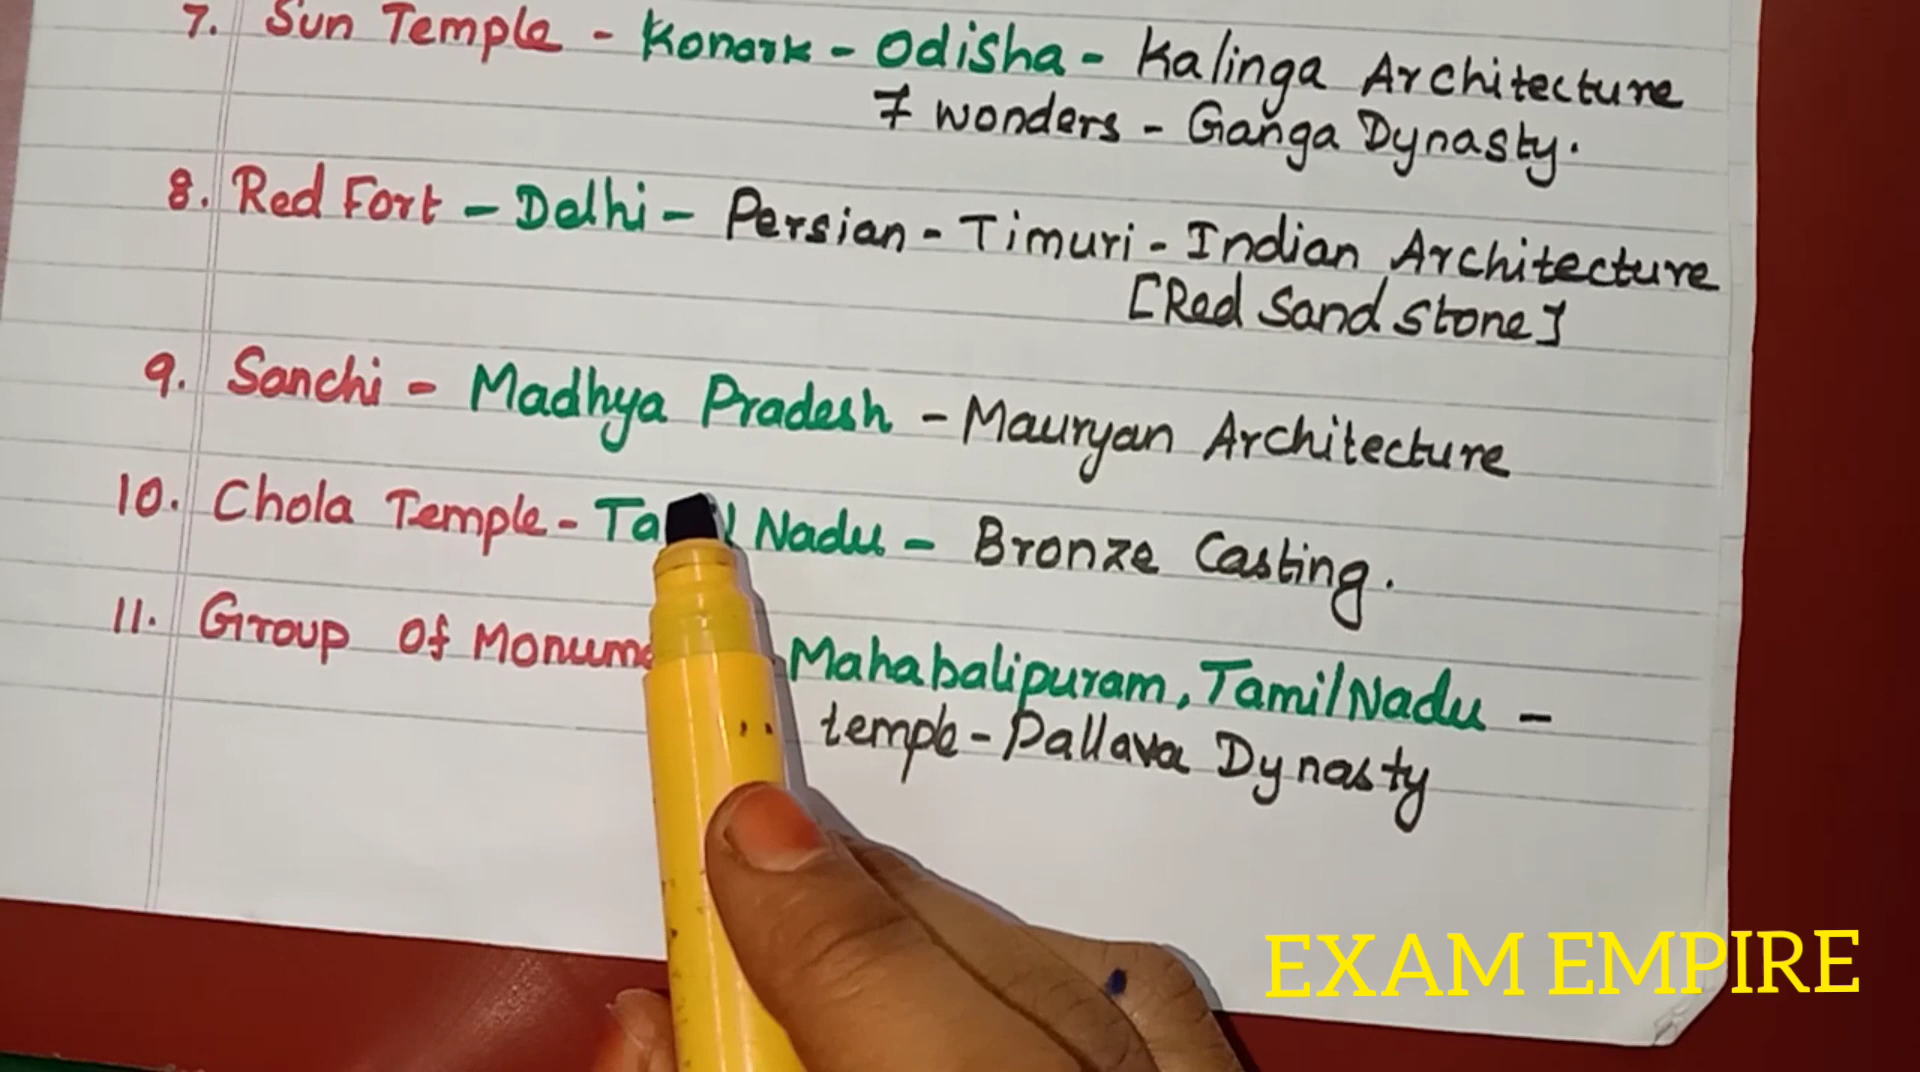 7. Sun Temple - Konark - Odisha - Kalinga Architecture
7 wonders - Ganga Dynasty.
8. Red Fort - Delhi - Persian - Timuri - Indian Architecture
[Red Sand Stone]
9. Sanchi - Madhya Pradesh - Mauryan Architecture
10. Chola Temple - Nadu - Bronze Casting.
11. Group Of Mahabalipuram, Tamil Nadu -
temple - Pallava Dynasty
EXAM EMPIRE